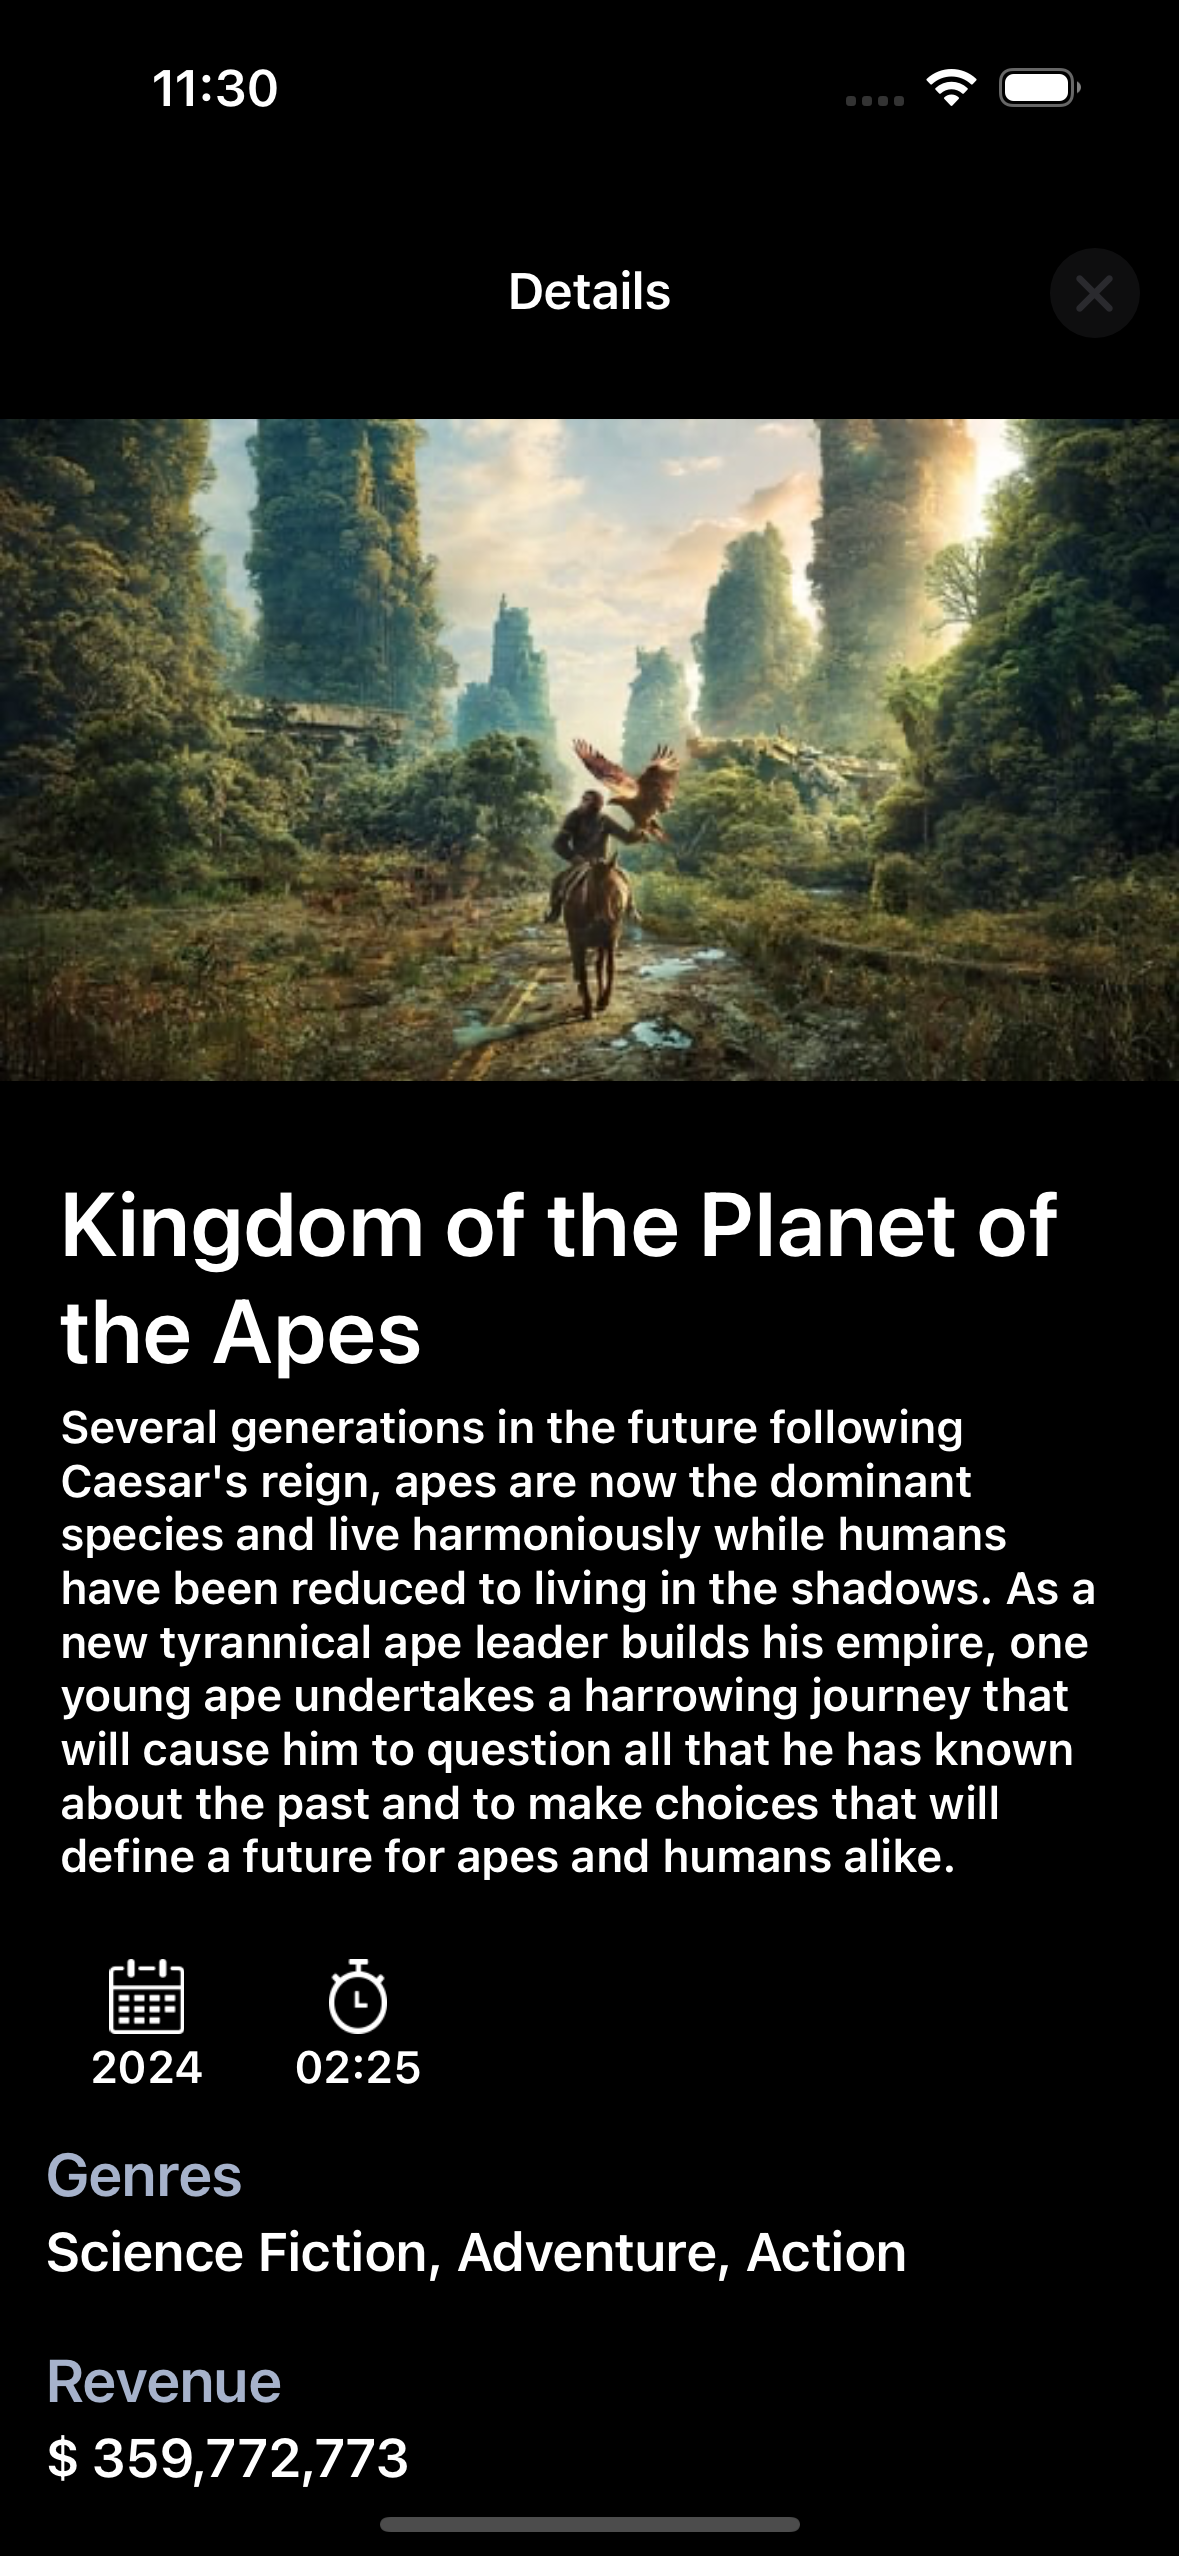 11:30
Details
Kingdom of the Planet of
the Apes
Several generations in the future following
Caesar's reign, apes are now the dominant
species and live harmoniously while humans
have been reduced to living in the shadows. As a
new tyrannical ape leader builds his empire, one
young ape undertakes a harrowing journey that
will cause him to question all that he has known
about the past and to make choices that will
define a future for apes and humans alike.
2024 02:25
Genres
Science Fiction, Adventure, Action
Revenue
$ 359,772,773